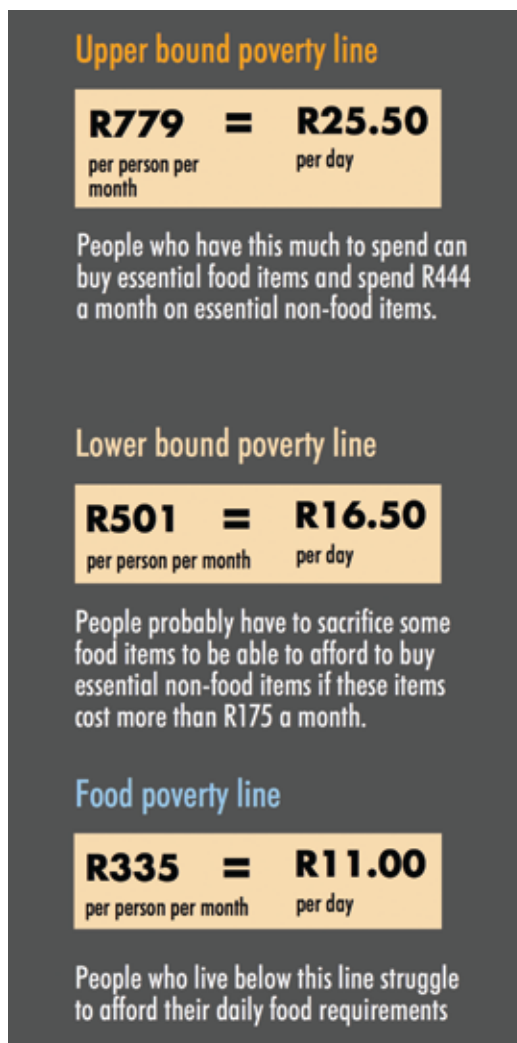 Upper bound poverty line
R779 = R25.50
per person per month per day
People who have this much to spend can
buy essential food items and spend R444
a month on essential non-food items.
Lower bound poverty line
R501 = R16.50
per person per month per day
People probably have to sacrifice some
food items to be able to afford to buy
essential non-food items if these items
cost more than R175 a month.
Food poverty line
R335 = R11.00
per person per month per day
People who live below this line struggle
to afford their daily food requirements